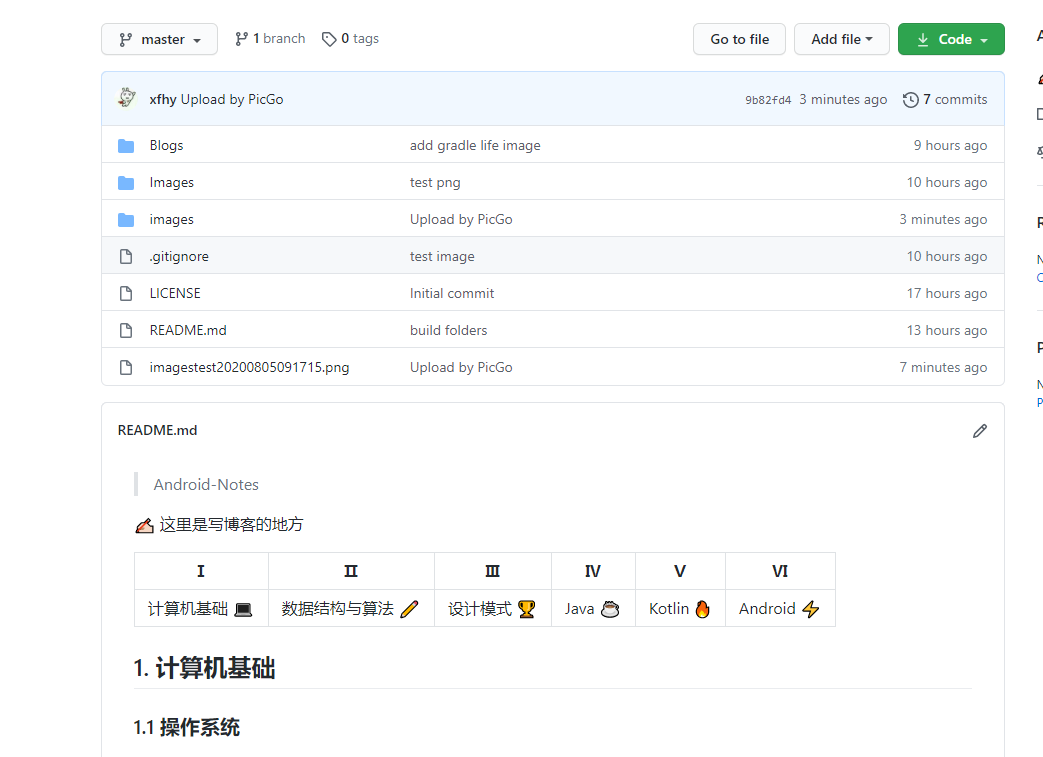 master 1 branch 0 tags Go to file Add file Code
xfhy Upload by PicGo 9b82fd4 3 minutes ago 7 commits
Blogs add gradle life image 9 hours ago
Images test png 10 hours ago
images Upload by PicGo 3 minutes ago
.gitignore test image 10 hours ago
LICENSE Initial commit 17 hours ago
README.md build folders 13 hours ago
imagestest20200805091715.png Upload by PicGo 7 minutes ago
README.md
Android-Notes
✍️ 这里是写博客的地方
Ⅰ Ⅱ Ⅲ Ⅳ Ⅴ Ⅵ
计算机基础 💻 数据结构与算法 ✏️ 设计模式 🏆 Java ☕ Kotlin 🔥 Android ⚡
1. 计算机基础
1.1 操作系统